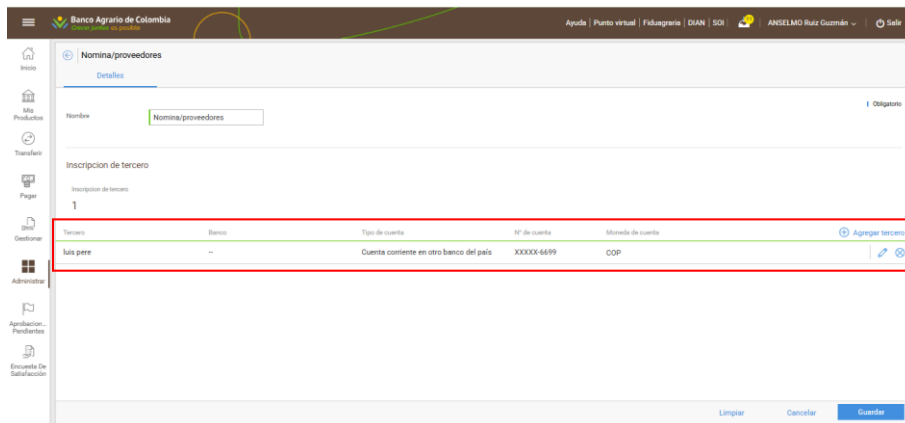 Banco Agrario de Colombia
Crecer juntos es posible
Ayuda | Punto virtual | Fiduagraria | DIAN | SOI | ANSELMO Ruiz Guzmán | Salir
Inicio
Mis
Productos
Transferir
Pagar
Gestionar
Administrar
Aprobacion...
Pendientes
Encuesta De
Satisfacción
Nomina/proveedores
Detalles
Obligatorio
Nombre Nomina/proveedores
Inscripcion de tercero
Inscripcion de tercero
1
Tercero Banco Tipo de cuenta N° de cuenta Moneda de cuenta Agregar tercero
luis pere -- Cuenta corriente en otro banco del país XXXXX-6699 COP
Limpiar Cancelar Guardar